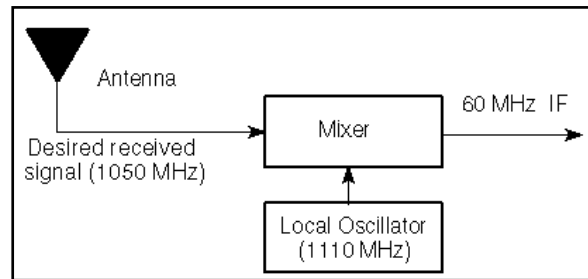 Antenna
60 MHz IF
Mixer
Desired received
signal (1050 MHz)
Local Oscillator
(1110 MHz)